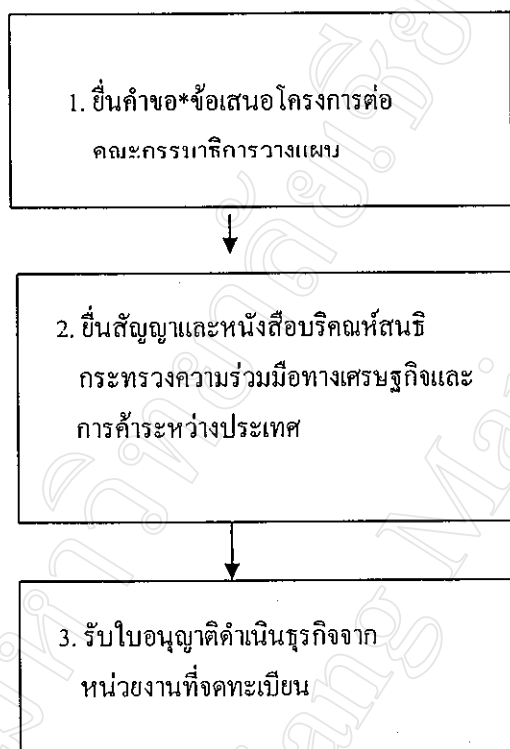 1. ยื่นคำขอ*ข้อเสนอโครงการต่อ
คณะกรรมาธิการวางแผน
2. ยื่นสัญญาและหนังสือบริคณห์สนธิ
กระทรวงความร่วมมือทางเศรษฐกิจและ
การค้าระหว่างประเทศ
3. รับใบอนุญาติดำเนินธุรกิจจาก
หน่วยงานที่จดทะเบียน